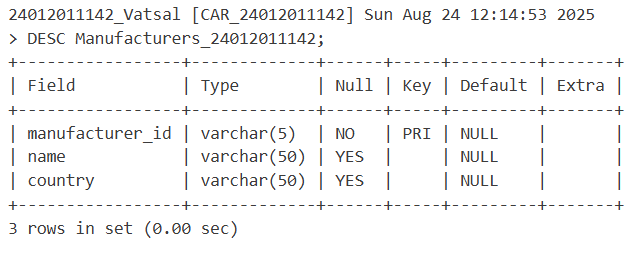 24012011142_Vatsal [CAR_24012011142] Sun Aug 24 12:14:53 2025
> DESC Manufacturers_24012011142;
+-----------------+-------------+------+-----+---------+-------+
| Field           | Type        | Null | Key | Default | Extra |
+-----------------+-------------+------+-----+---------+-------+
| manufacturer_id | varchar(5)  | NO   | PRI | NULL    |       |
| name            | varchar(50) | YES  |     | NULL    |       |
| country         | varchar(50) | YES  |     | NULL    |       |
+-----------------+-------------+------+-----+---------+-------+
3 rows in set (0.00 sec)